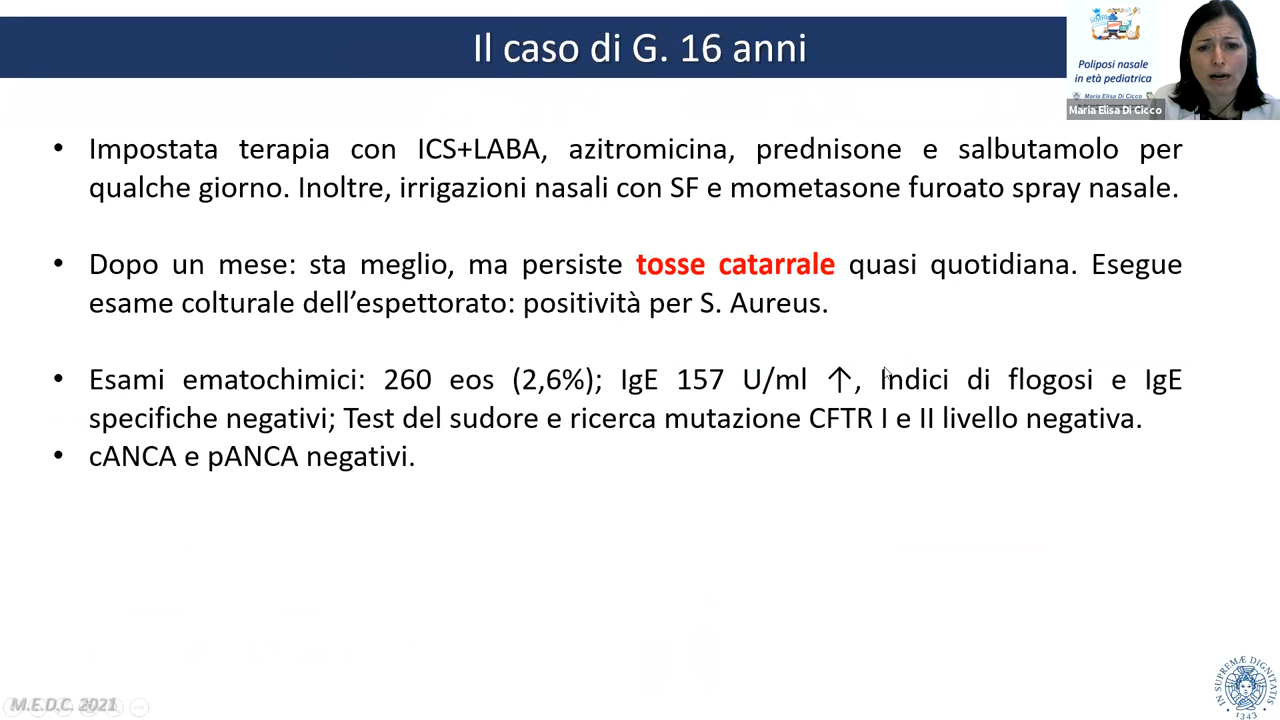 Il caso di G. 16 anni
Poliposi nasale
in età pediatrica
Maria Elisa Di Cicco
Maria Elisa Di Cicco
• Impostata terapia con ICS+LABA, azitromicina, prednisone e salbutamolo per
qualche giorno. Inoltre, irrigazioni nasali con SF e mometasone furoato spray nasale.
• Dopo un mese: sta meglio, ma persiste tosse catarrale quasi quotidiana. Esegue
esame colturale dell’espettorato: positività per S. Aureus.
• Esami ematochimici: 260 eos (2,6%); IgE 157 U/ml ↑, Indici di flogosi e IgE
specifiche negativi; Test del sudore e ricerca mutazione CFTR I e II livello negativa.
• cANCA e pANCA negativi.
M.E.D.C. 2021
IN SUPREMÆ DIGNITATIS
1343